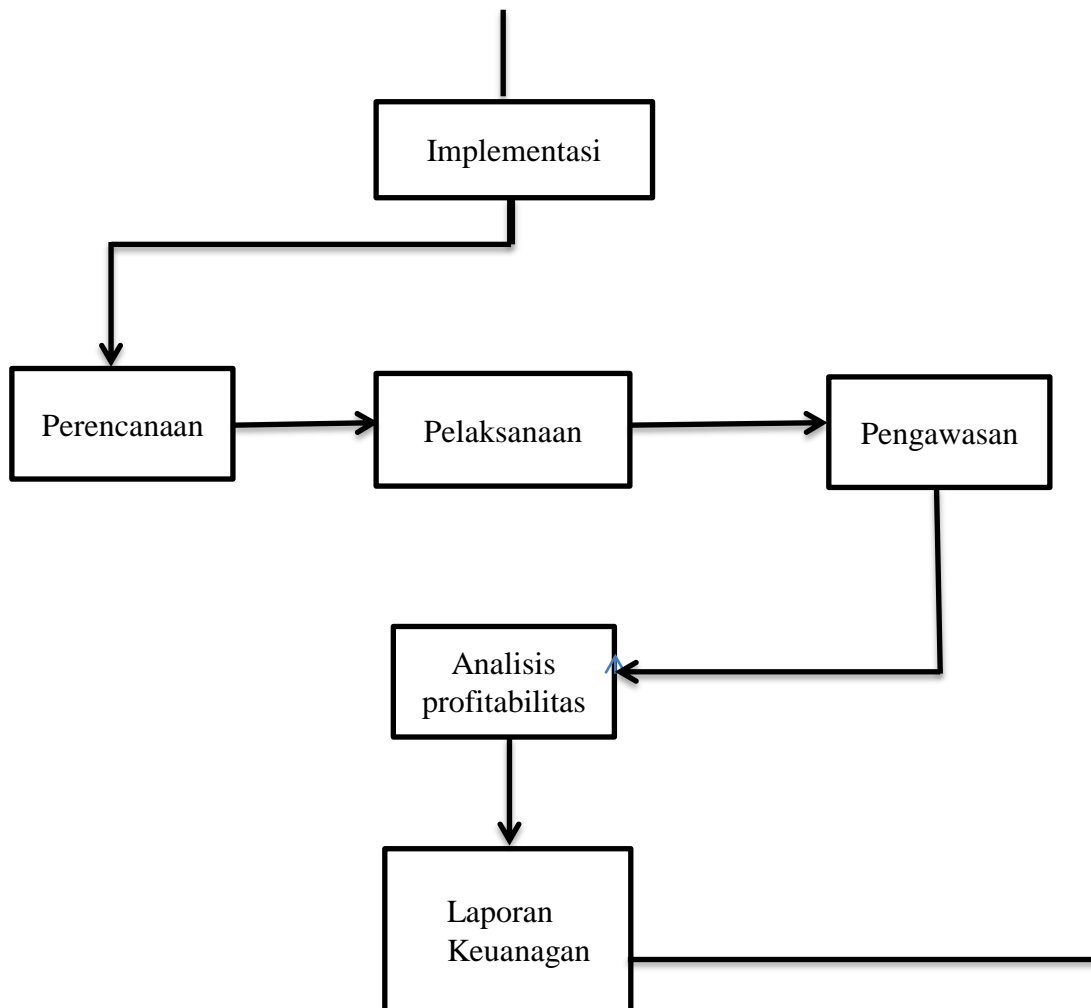 Implementasi
Perencanaan
Pelaksanaan
Pengawasan
Analisis
profitabilitas
Laporan
Keuanagan